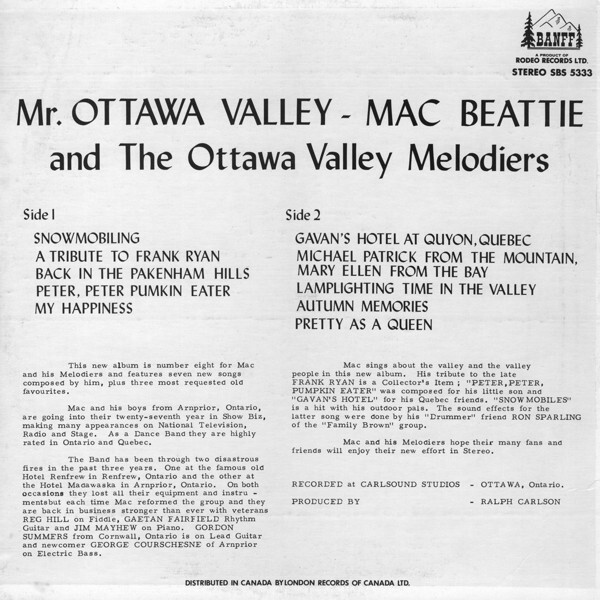 BANFF
A PRODUCT OF
RODEO RECORDS LTD.
STEREO SBS 5333
Mr. OTTAWA VALLEY - MAC BEATTIE
and The Ottawa Valley Melodiers
Side 1
SNOWMOBILING
A TRIBUTE TO FRANK RYAN
BACK IN THE PAKENHAM HILLS
PETER, PETER PUMKIN EATER
MY HAPPINESS
Side 2
GAVAN'S HOTEL AT QUYON, QUEBEC
MICHAEL PATRICK FROM THE MOUNTAIN,
MARY ELLEN FROM THE BAY
LAMPLIGHTING TIME IN THE VALLEY
AUTUMN MEMORIES
PRETTY AS A QUEEN
This new album is number eight for Mac
and his Melodiers and features seven new songs
composed by him, plus three most requested old
favourites.
Mac and his boys from Arnprior, Ontario,
are going into their twenty-seventh year in Show Biz,
making many appearances on National Television,
Radio and Stage. As a Dance Band they are highly
rated in Ontario and Quebec.
The Band has been through two disastrous
fires in the past three years. One at the famous old
Hotel Renfrew in Renfrew, Ontario and the other at
the Hotel Madawaska in Arnprior, Ontario. On both
occasions they lost all their equipment and instru -
mentsbut each time Mac reformed the group and they
are back in business stronger than ever with veterans
REG HILL on Fiddle, GAETAN FAIRFIELD Rhythm
Guitar and JIM MAYHEW on Piano. GORDON
SUMMERS from Cornwall, Ontario is on Lead Guitar
and newcomer GEORGE COURSCHESNE of Arnprior
on Electric Bass.
Mac sings about the valley and the valley
people in this new album. His tribute to the late
FRANK RYAN is a Collector's Item ; "PETER, PETER,
PUMPKIN EATER" was composed for his little son and
"GAVAN'S HOTEL" for his Quebec friends. "SNOWMOBILES"
is a hit with his outdoor pals. The sound effects for the
latter song were done by his "Drummer" friend RON SPARLING
of the "Family Brown" group.
Mac and his Melodiers hope their many fans and
friends will enjoy their new effort in Stereo.
RECORDED at CARLSOUND STUDIOS - OTTAWA, Ontario.
PRODUCED BY - RALPH CARLSON
DISTRIBUTED IN CANADA BY LONDON RECORDS OF CANADA LTD.